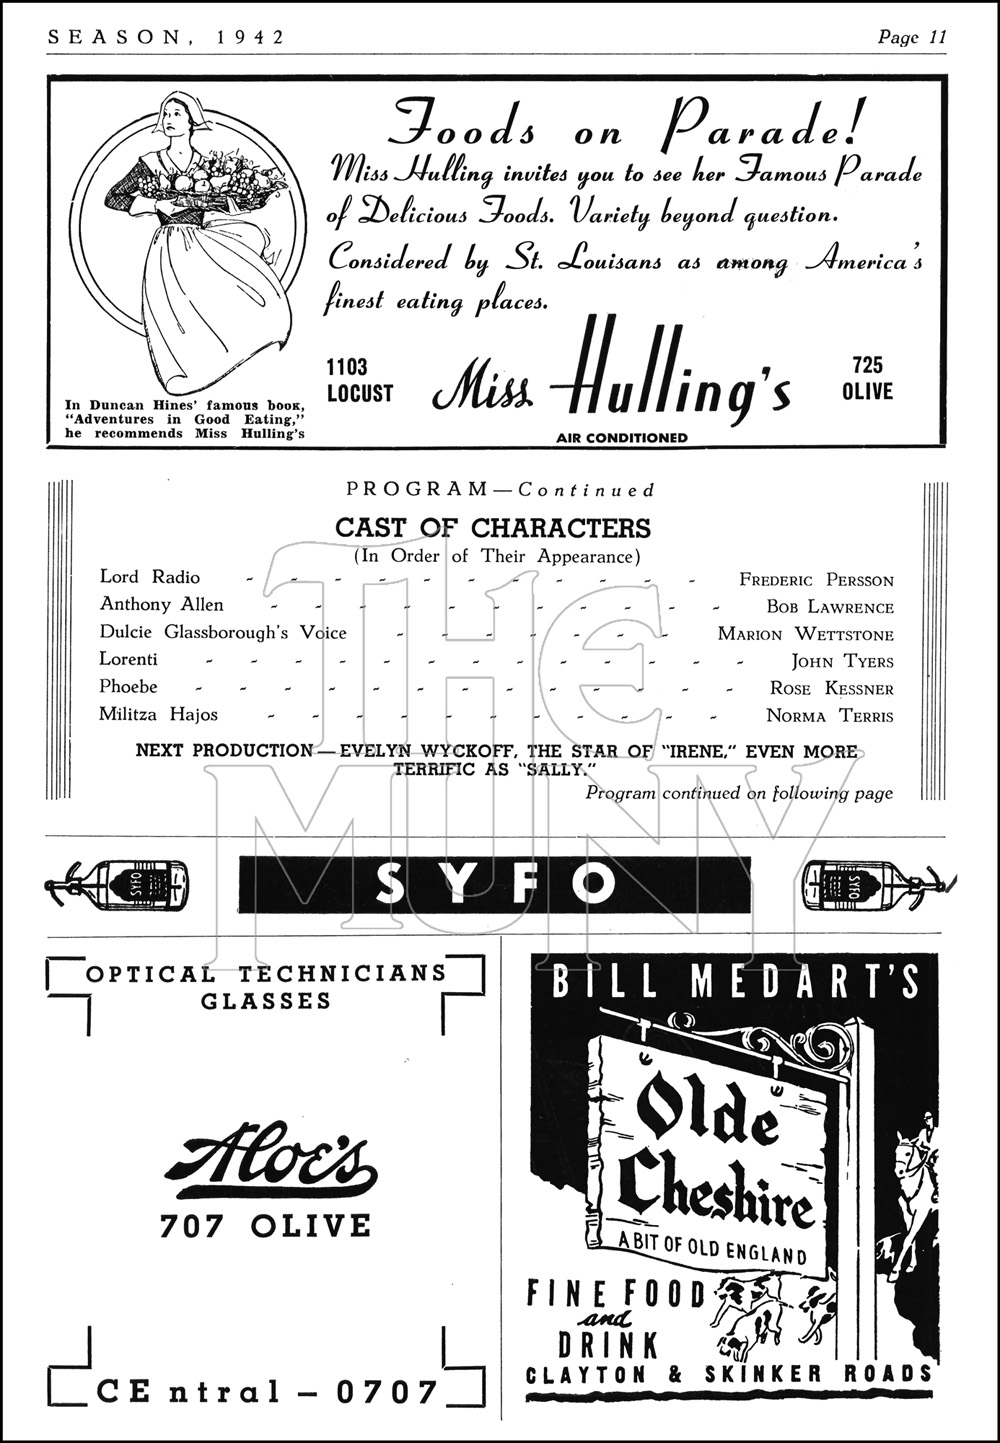 SEASON, 1942
Page 11
Foods on Parade!
Miss Hulling invites you to see her Famous Parade
of Delicious Foods. Variety beyond question.
Considered by St. Louisans as among America's
finest eating places.
1103
LOCUST
Miss Hulling's
725
OLIVE
AIR CONDITIONED
In Duncan Hines' famous book,
"Adventures in Good Eating,"
he recommends Miss Hulling's
PROGRAM—Continued
CAST OF CHARACTERS
(In Order of Their Appearance)
Lord Radio - - - - - - - - - - - FREDERIC PERSSON
Anthony Allen - - - - - - - - - - - BOB LAWRENCE
Dulcie Glassborough's Voice - - - - - - - MARION WETTSTONE
Lorenti - - - - - - - - - - - - JOHN TYERS
Phoebe - - - - - - - - - - - - - ROSE KESSNER
Militza Hajos - - - - - - - - - - - NORMA TERRIS
NEXT PRODUCTION—EVELYN WYCKOFF, THE STAR OF "IRENE," EVEN MORE
TERRIFIC AS "SALLY."
Program continued on following page
THE
MUNY
SYFO
SYFO
SYFO
OPTICAL TECHNICIANS
GLASSES
Aloe's
707 OLIVE
CEntral – 0707
BILL MEDART'S
Olde
Cheshire
A BIT OF OLD ENGLAND
FINE FOOD
and
DRINK
CLAYTON & SKINKER ROADS